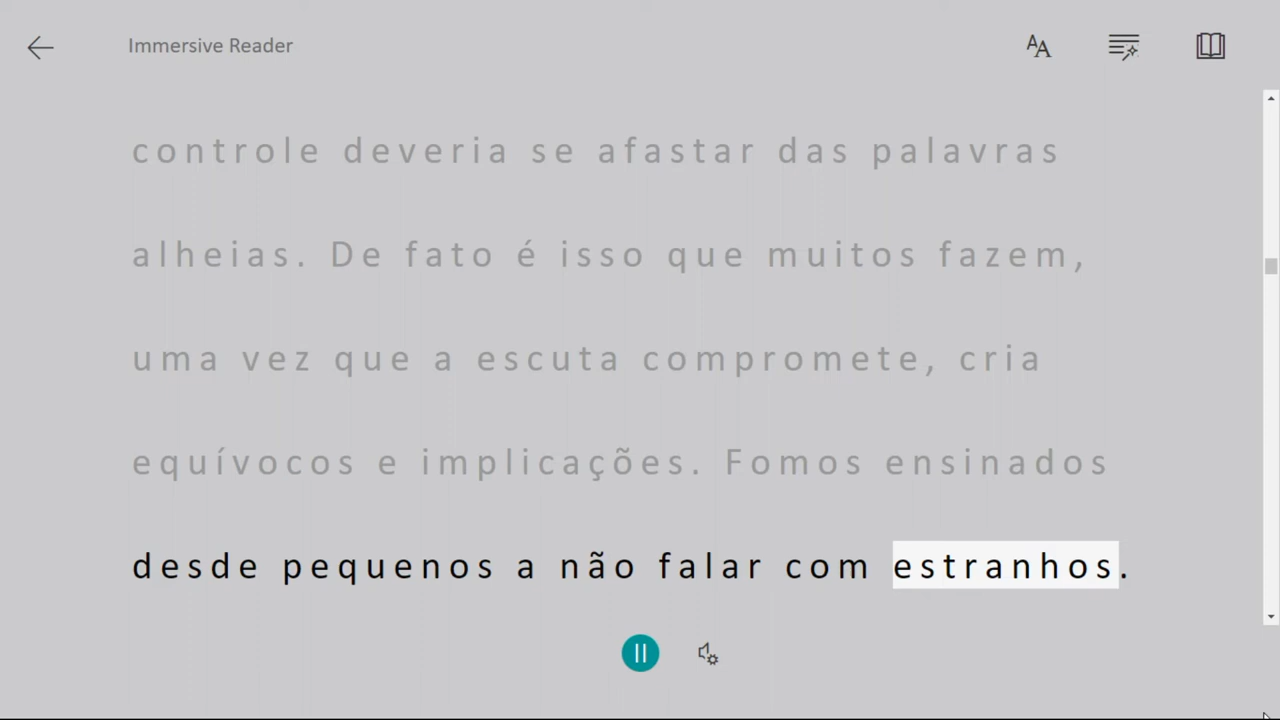 Immersive Reader
controle deveria se afastar das palavras
alheias. De fato é isso que muitos fazem,
uma vez que a escuta compromete, cria
equívocos e implicações. Fomos ensinados
desde pequenos a não falar com estranhos.